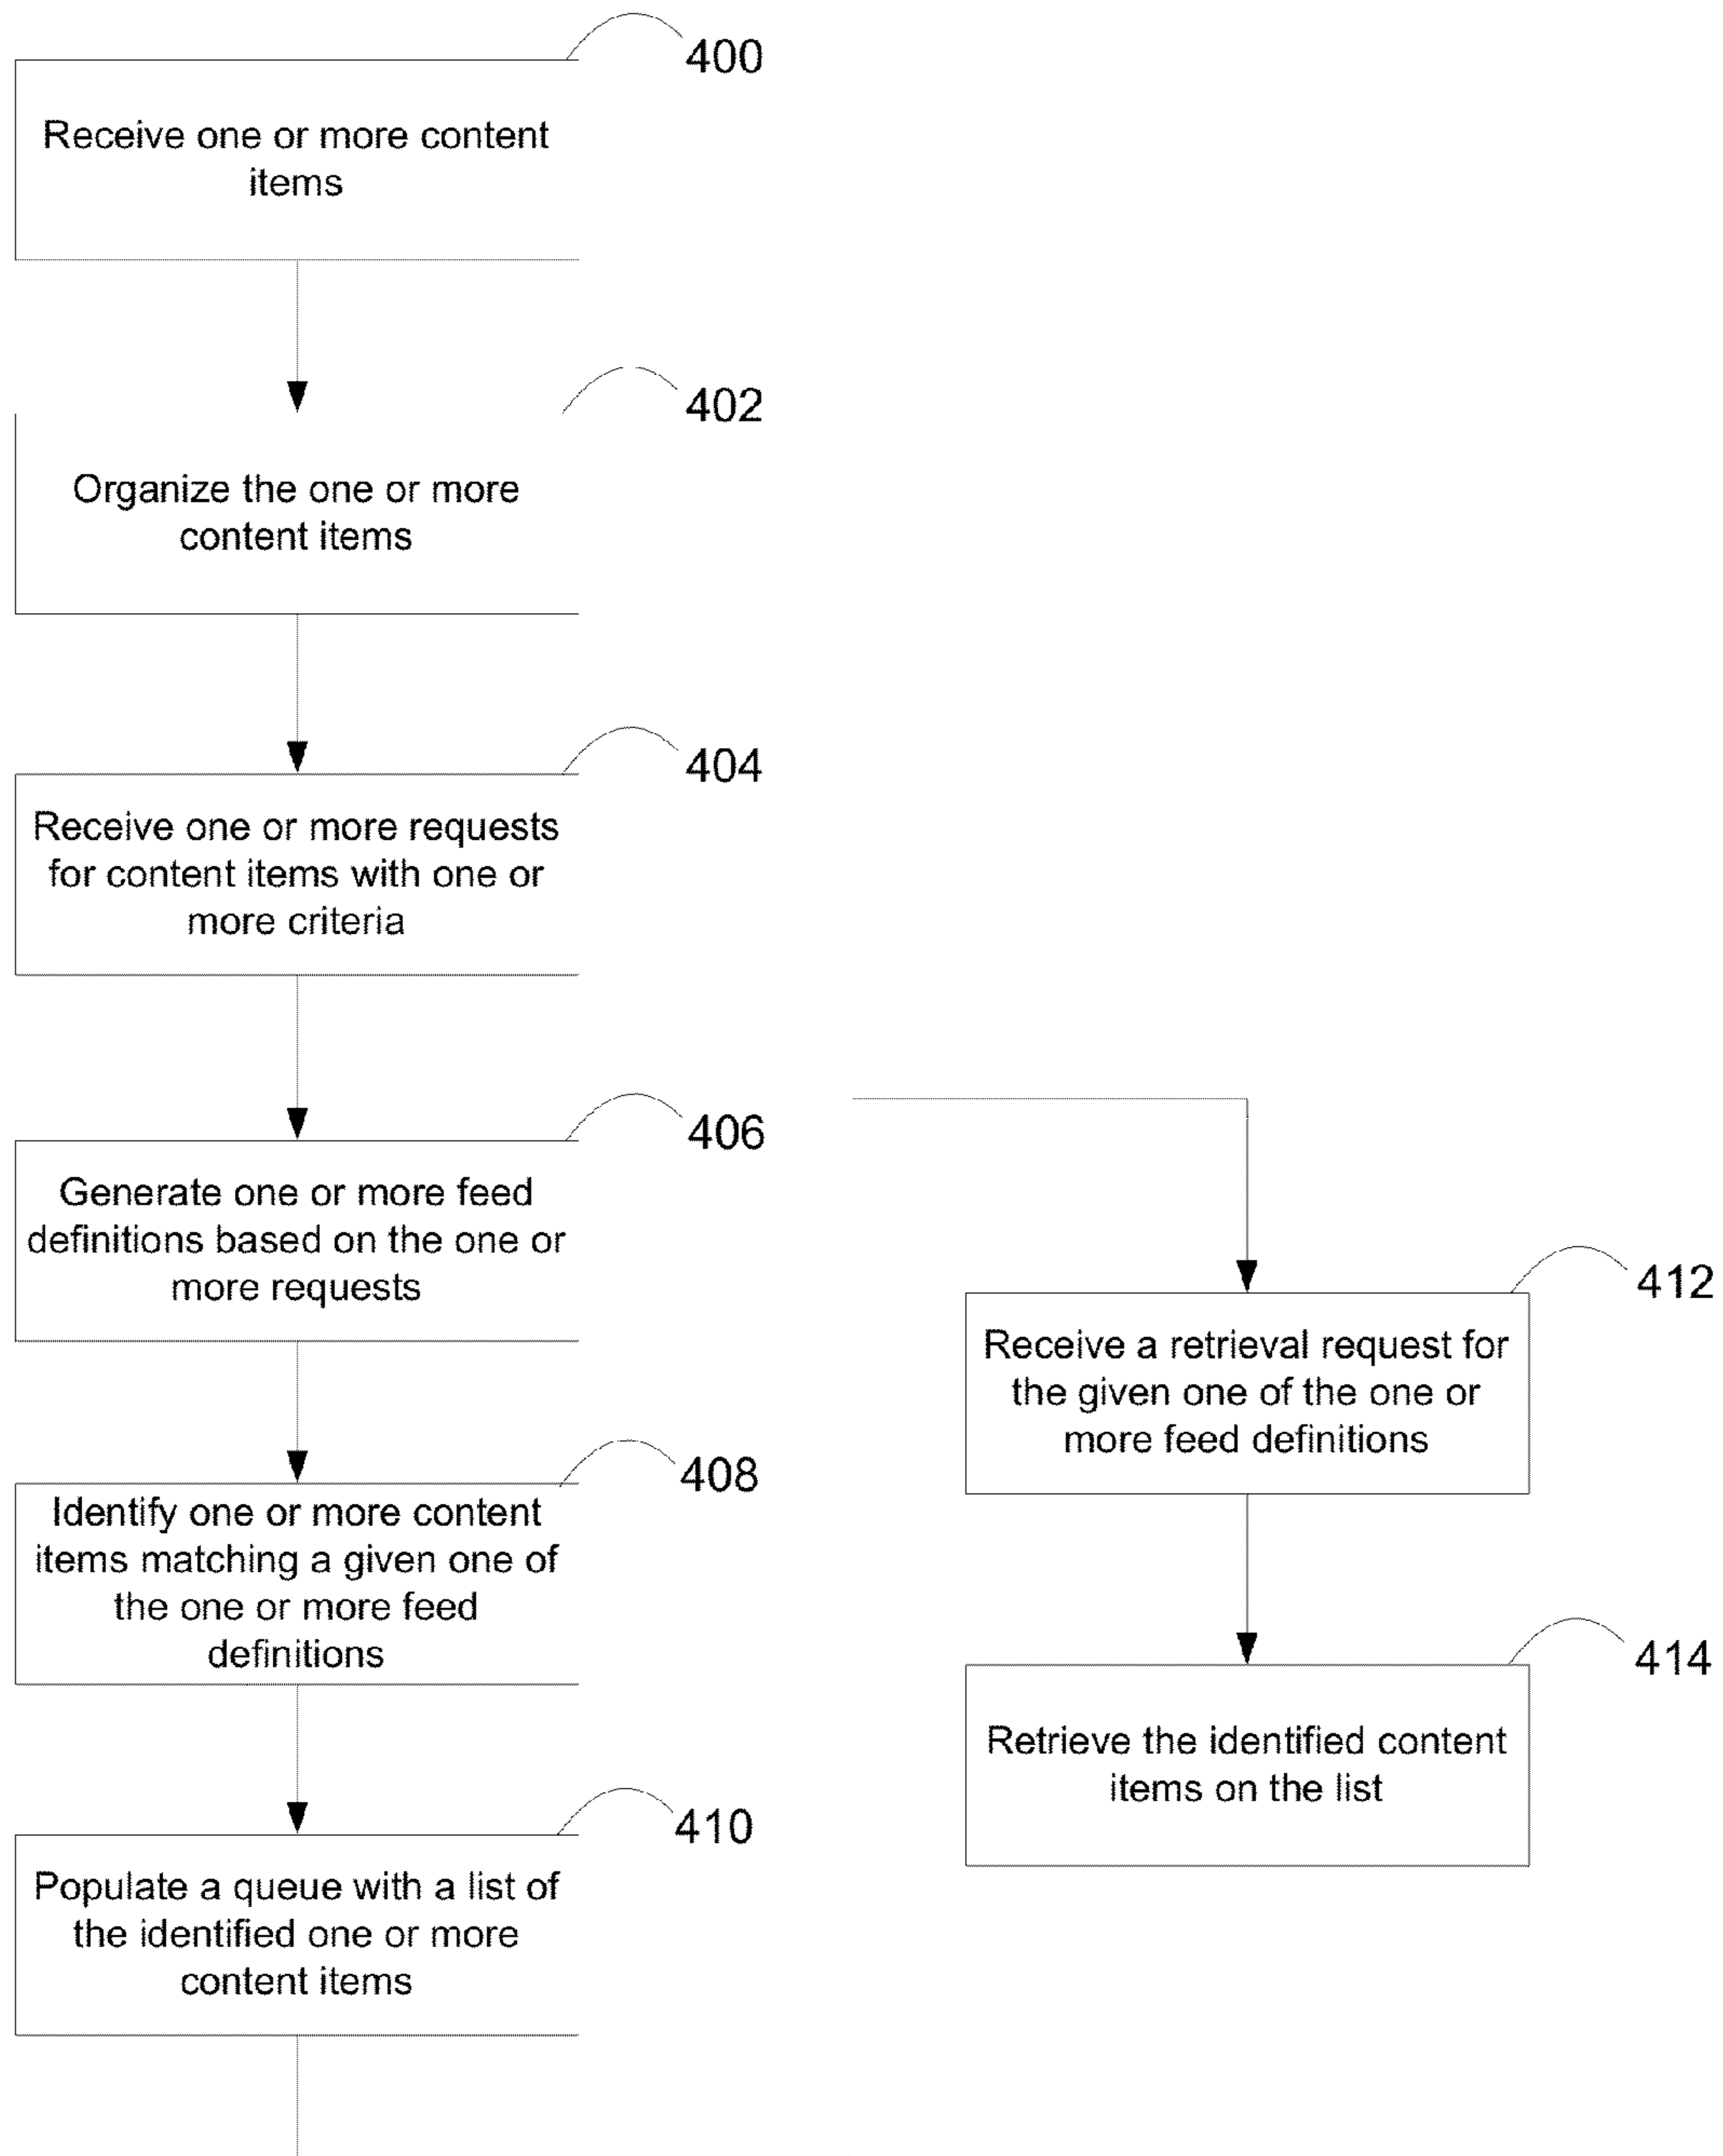 400
Receive one or more content
items
402
Organize the one or more
content items
404
Receive one or more requests
for content items with one or
more criteria
406
Generate one or more feed
definitions based on the one or
more requests
408
Identify one or more content
items matching a given one of
the one or more feed
definitions
410
Populate a queue with a list of
the identified one or more
content items
412
Receive a retrieval request for
the given one of the one or
more feed definitions
414
Retrieve the identified content
items on the list